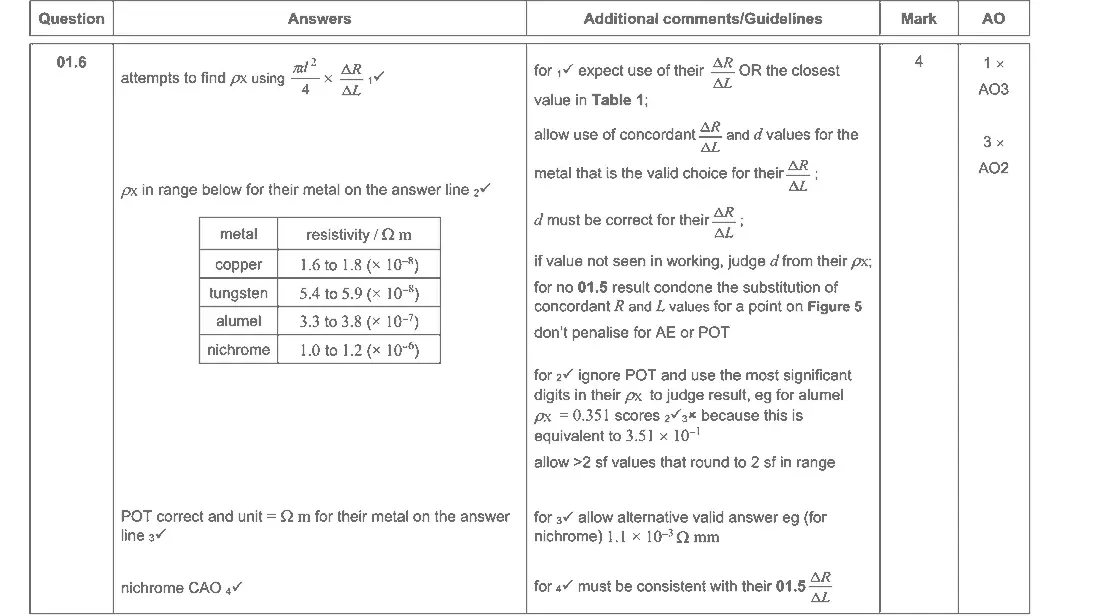 Question Answers Additional comments/Guidelines Mark AO
01.6
attempts to find ρX using πd²/4 × ΔR/ΔL 1✓
ρX in range below for their metal on the answer line 2✓
metal resistivity / Ω m
copper 1.6 to 1.8 (× 10⁻⁸)
tungsten 5.4 to 5.9 (× 10⁻⁸)
alumel 3.3 to 3.8 (× 10⁻⁷)
nichrome 1.0 to 1.2 (× 10⁻⁶)
POT correct and unit = Ω m for their metal on the answer
line 3✓
nichrome CAO 4✓
for 1✓ expect use of their ΔR/ΔL OR the closest
value in Table 1;
allow use of concordant ΔR/ΔL and d values for the
metal that is the valid choice for their ΔR/ΔL ;
d must be correct for their ΔR/ΔL ;
if value not seen in working, judge d from their ρX;
for no 01.5 result condone the substitution of
concordant R and L values for a point on Figure 5
don't penalise for AE or POT
for 2✓ ignore POT and use the most significant
digits in their ρX to judge result, eg for alumel
ρX = 0.351 scores 2✓3✖ because this is
equivalent to 3.51 × 10⁻¹
allow >2 sf values that round to 2 sf in range
for 3✓ allow alternative valid answer eg (for
nichrome) 1.1 × 10⁻³ Ω mm
for 4✓ must be consistent with their 01.5 ΔR/ΔL
4
1 ×
AO3
3 ×
AO2